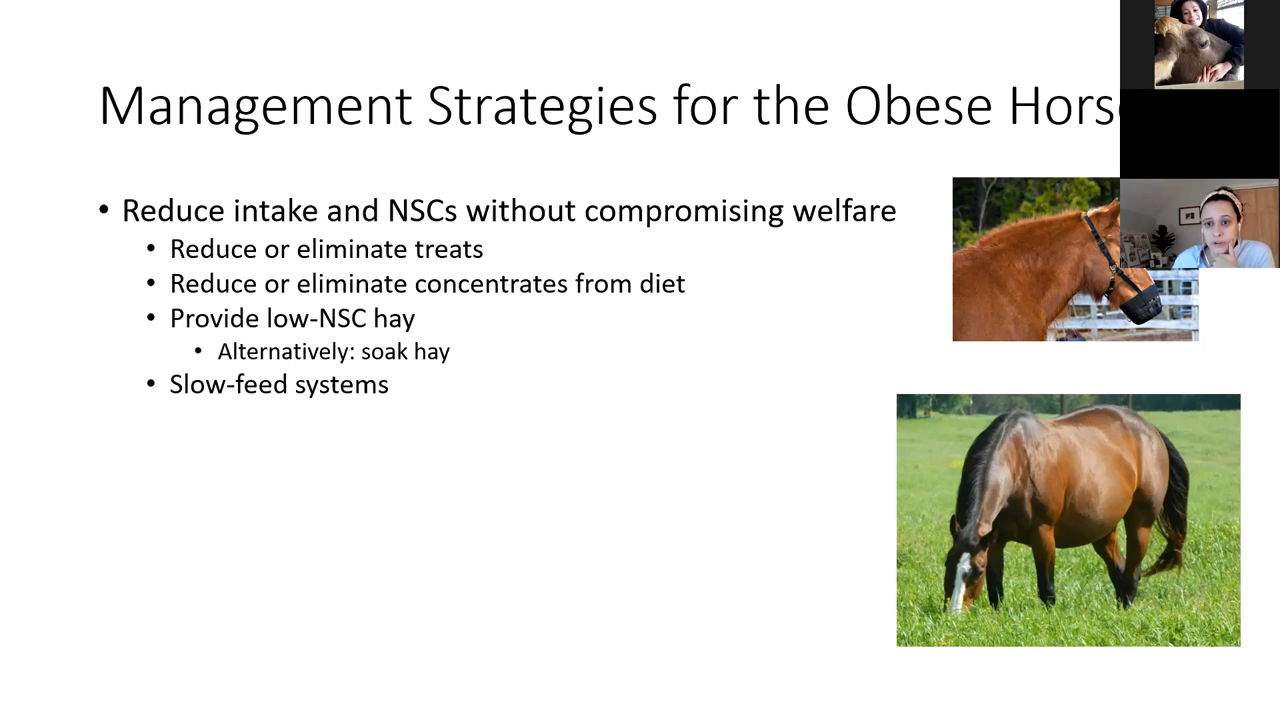 Management Strategies for the Obese Hors
• Reduce intake and NSCs without compromising welfare
• Reduce or eliminate treats
• Reduce or eliminate concentrates from diet
• Provide low-NSC hay
• Alternatively: soak hay
• Slow-feed systems